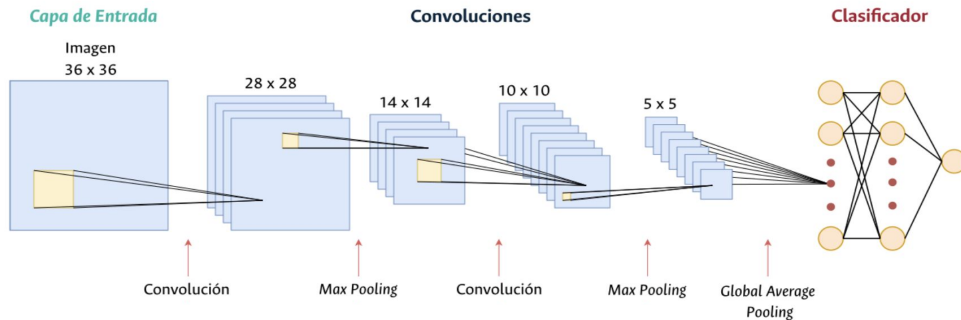 Capa de Entrada
Convoluciones
Clasificador
Imagen
36 x 36
28 x 28
14 x 14
10 x 10
5 x 5
Convolución
Max Pooling
Convolución
Max Pooling
Global Average
Pooling